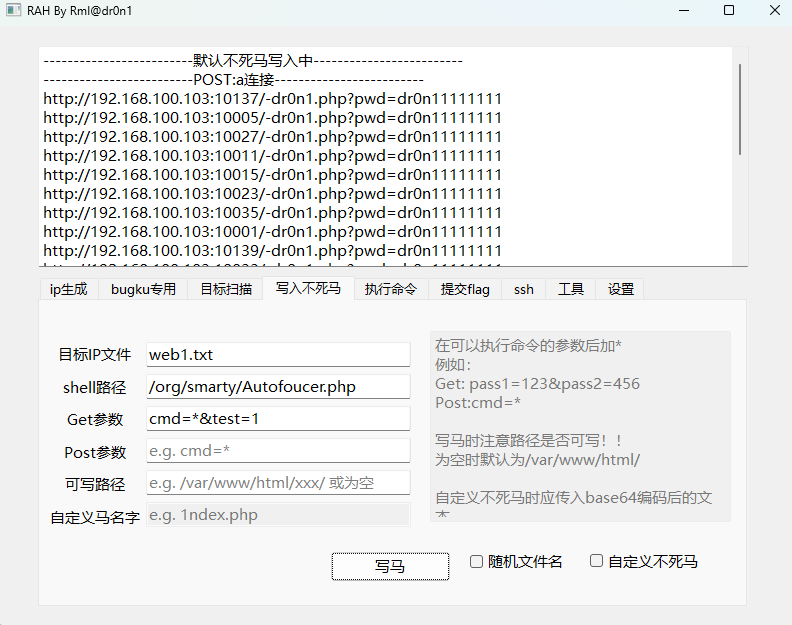 RAH By Rml@dr0n1
-------------------------默认不死马写入中-------------------------
-------------------------POST:a连接-------------------------
http://192.168.100.103:10137/-dr0n1.php?pwd=dr0n11111111
http://192.168.100.103:10005/-dr0n1.php?pwd=dr0n11111111
http://192.168.100.103:10027/-dr0n1.php?pwd=dr0n11111111
http://192.168.100.103:10011/-dr0n1.php?pwd=dr0n11111111
http://192.168.100.103:10015/-dr0n1.php?pwd=dr0n11111111
http://192.168.100.103:10023/-dr0n1.php?pwd=dr0n11111111
http://192.168.100.103:10035/-dr0n1.php?pwd=dr0n11111111
http://192.168.100.103:10001/-dr0n1.php?pwd=dr0n11111111
http://192.168.100.103:10139/-dr0n1.php?pwd=dr0n11111111
ip生成 bugku专用 目标扫描 写入不死马 执行命令 提交flag ssh 工具 设置
目标IP文件 web1.txt
shell路径 /org/smarty/Autofoucer.php
Get参数 cmd=*&test=1
Post参数 e.g. cmd=*
可写路径 e.g. /var/www/html/xxx/ 或为空
自定义马名字 e.g. 1ndex.php
在可以执行命令的参数后加*
例如：
Get: pass1=123&pass2=456
Post:cmd=*
写马时注意路径是否可写！！
为空时默认为/var/www/html/
自定义不死马时应传入base64编码后的文
本
写马 随机文件名 自定义不死马